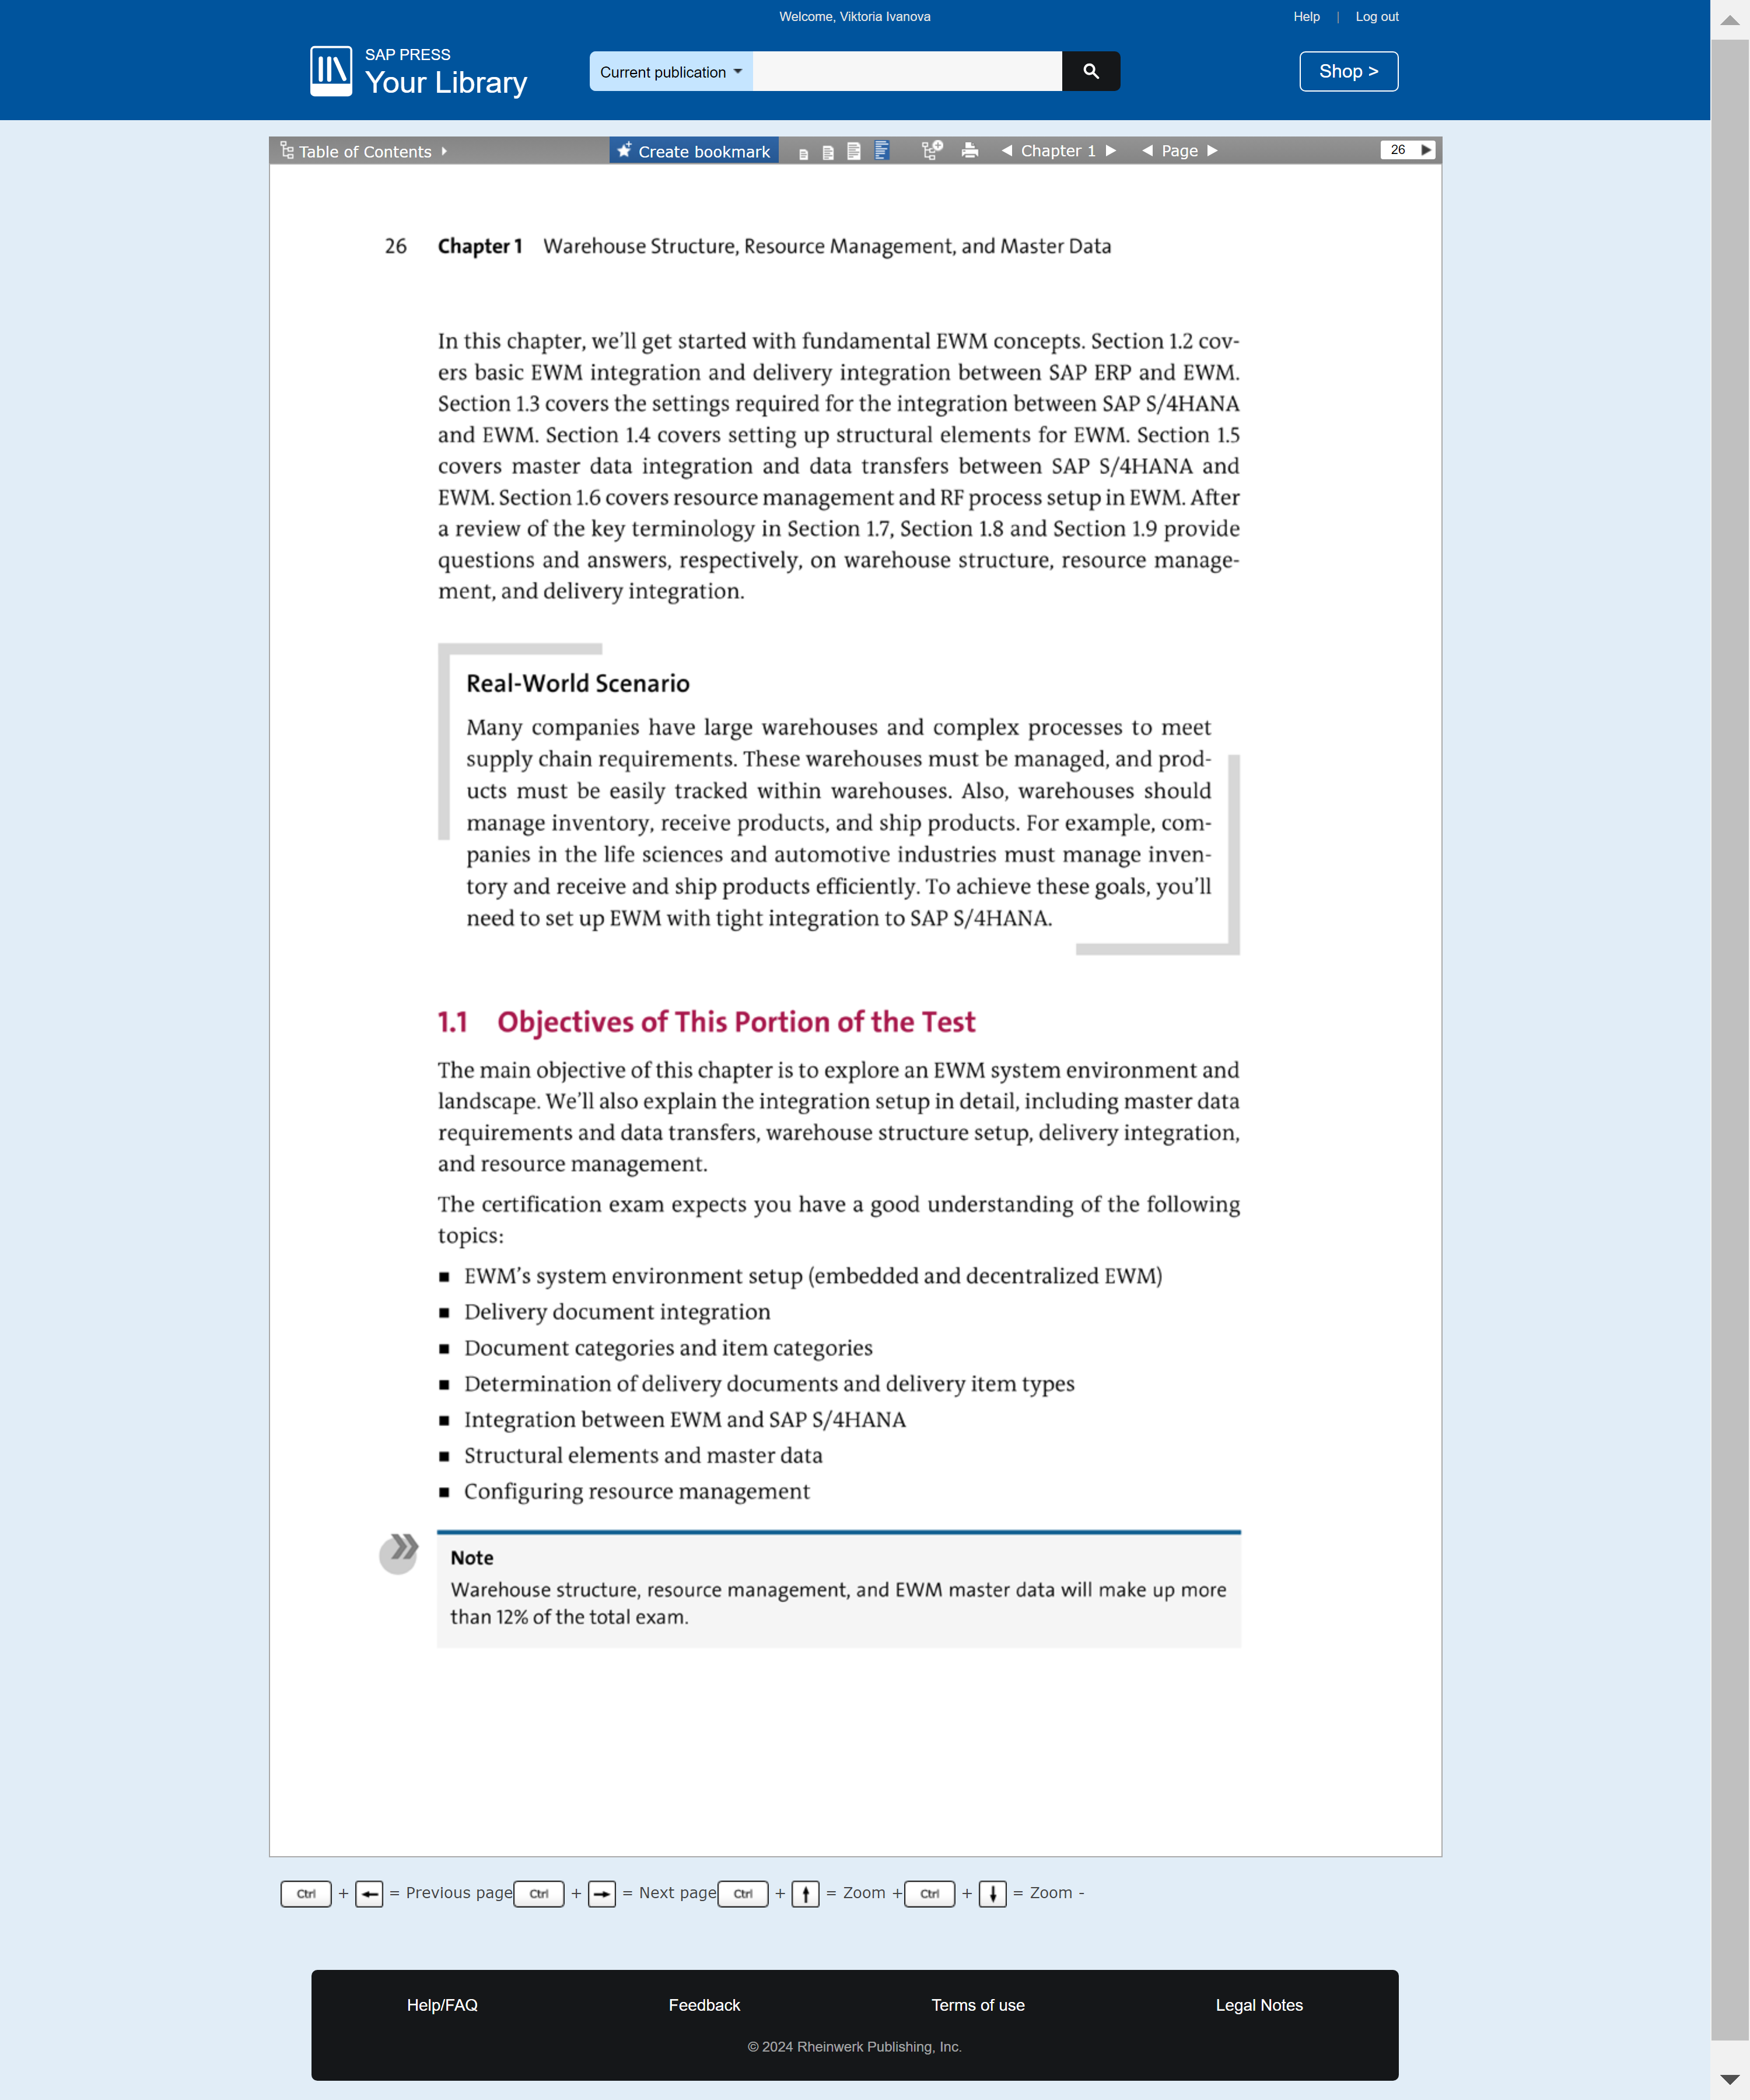 Welcome, Viktoria Ivanova
Help | Log out
SAP PRESS
Your Library
Current publication
Shop >
Table of Contents
Create bookmark
Chapter 1
Page
26
26 Chapter 1 Warehouse Structure, Resource Management, and Master Data
In this chapter, we'll get started with fundamental EWM concepts. Section 1.2 cov-
ers basic EWM integration and delivery integration between SAP ERP and EWM.
Section 1.3 covers the settings required for the integration between SAP S/4HANA
and EWM. Section 1.4 covers setting up structural elements for EWM. Section 1.5
covers master data integration and data transfers between SAP S/4HANA and
EWM. Section 1.6 covers resource management and RF process setup in EWM. After
a review of the key terminology in Section 1.7, Section 1.8 and Section 1.9 provide
questions and answers, respectively, on warehouse structure, resource manage-
ment, and delivery integration.
Real-World Scenario
Many companies have large warehouses and complex processes to meet
supply chain requirements. These warehouses must be managed, and prod-
ucts must be easily tracked within warehouses. Also, warehouses should
manage inventory, receive products, and ship products. For example, com-
panies in the life sciences and automotive industries must manage inven-
tory and receive and ship products efficiently. To achieve these goals, you'll
need to set up EWM with tight integration to SAP S/4HANA.
1.1 Objectives of This Portion of the Test
The main objective of this chapter is to explore an EWM system environment and
landscape. We'll also explain the integration setup in detail, including master data
requirements and data transfers, warehouse structure setup, delivery integration,
and resource management.
The certification exam expects you have a good understanding of the following
topics:
■ EWM's system environment setup (embedded and decentralized EWM)
■ Delivery document integration
■ Document categories and item categories
■ Determination of delivery documents and delivery item types
■ Integration between EWM and SAP S/4HANA
■ Structural elements and master data
■ Configuring resource management
Note
Warehouse structure, resource management, and EWM master data will make up more
than 12% of the total exam.
Ctrl + ← = Previous page Ctrl + → = Next page Ctrl + ↑ = Zoom + Ctrl + ↓ = Zoom -
Help/FAQ
Feedback
Terms of use
Legal Notes
© 2024 Rheinwerk Publishing, Inc.